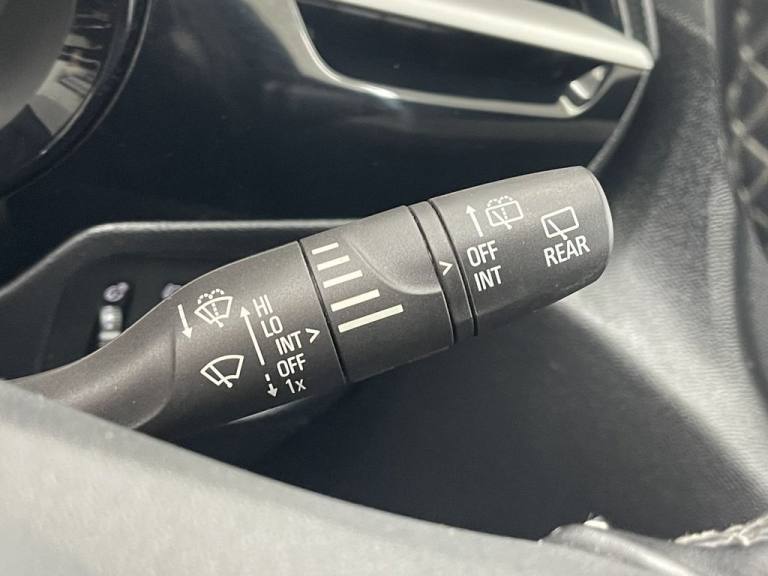 HI
LO
INT >
OFF
1x
>
OFF
INT
REAR